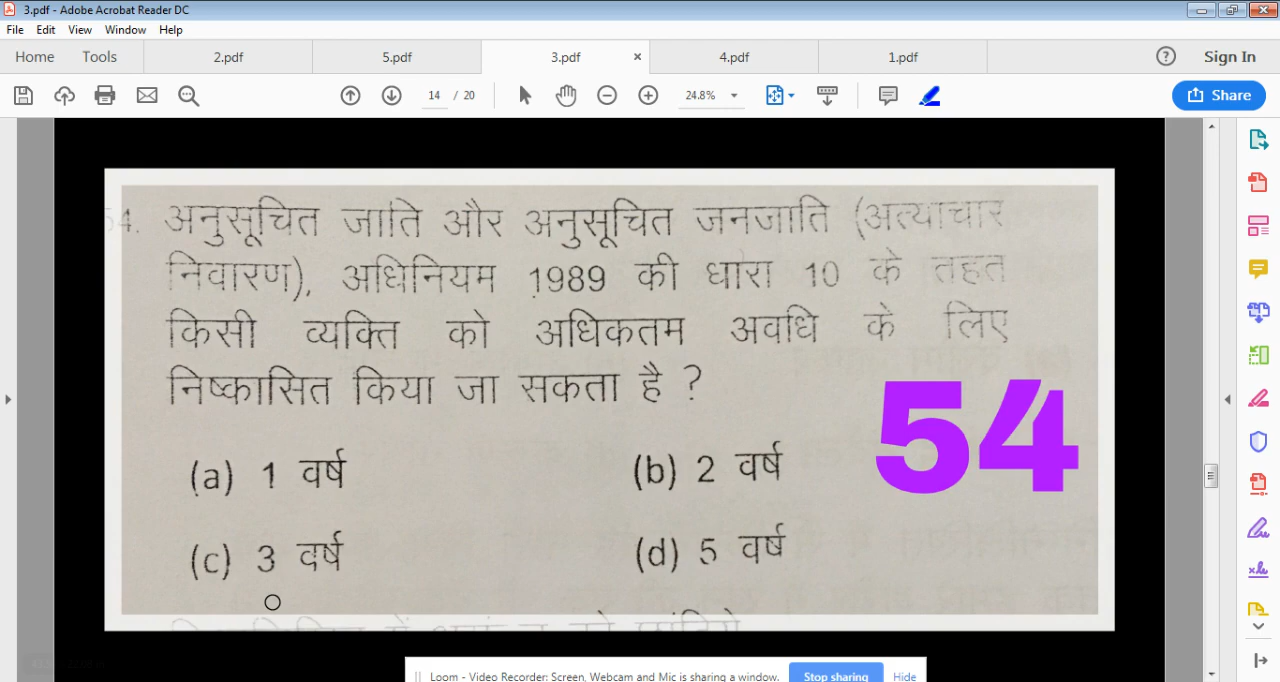 3.pdf - Adobe Acrobat Reader DC
File Edit View Window Help
Home Tools 2.pdf 5.pdf 3.pdf × 4.pdf 1.pdf Sign In
14 / 20 24.8% Share
54. अनुसूचित जाति और अनुसूचित जनजाति (अत्याचार
निवारण), अधिनियम 1989 की धारा 10 के तहत
किसी व्यक्ति को अधिकतम अवधि के लिए
निष्कासित किया जा सकता है ?
54
(a) 1 वर्ष (b) 2 वर्ष
(c) 3 वर्ष (d) 5 वर्ष
Loom - Video Recorder: Screen, Webcam and Mic is sharing a window. Stop sharing Hide